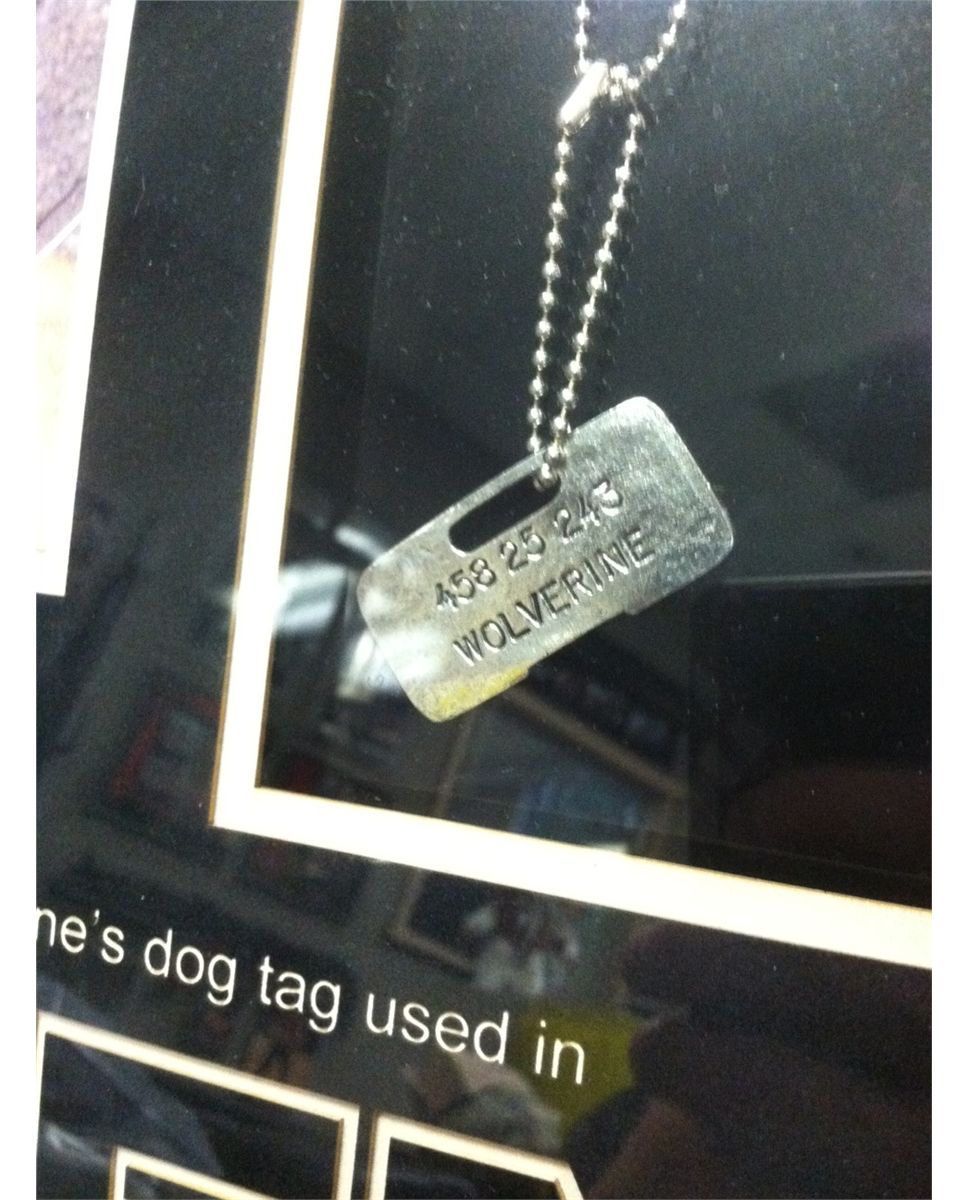 458 25 243
WOLVERINE
ne's dog tag used in